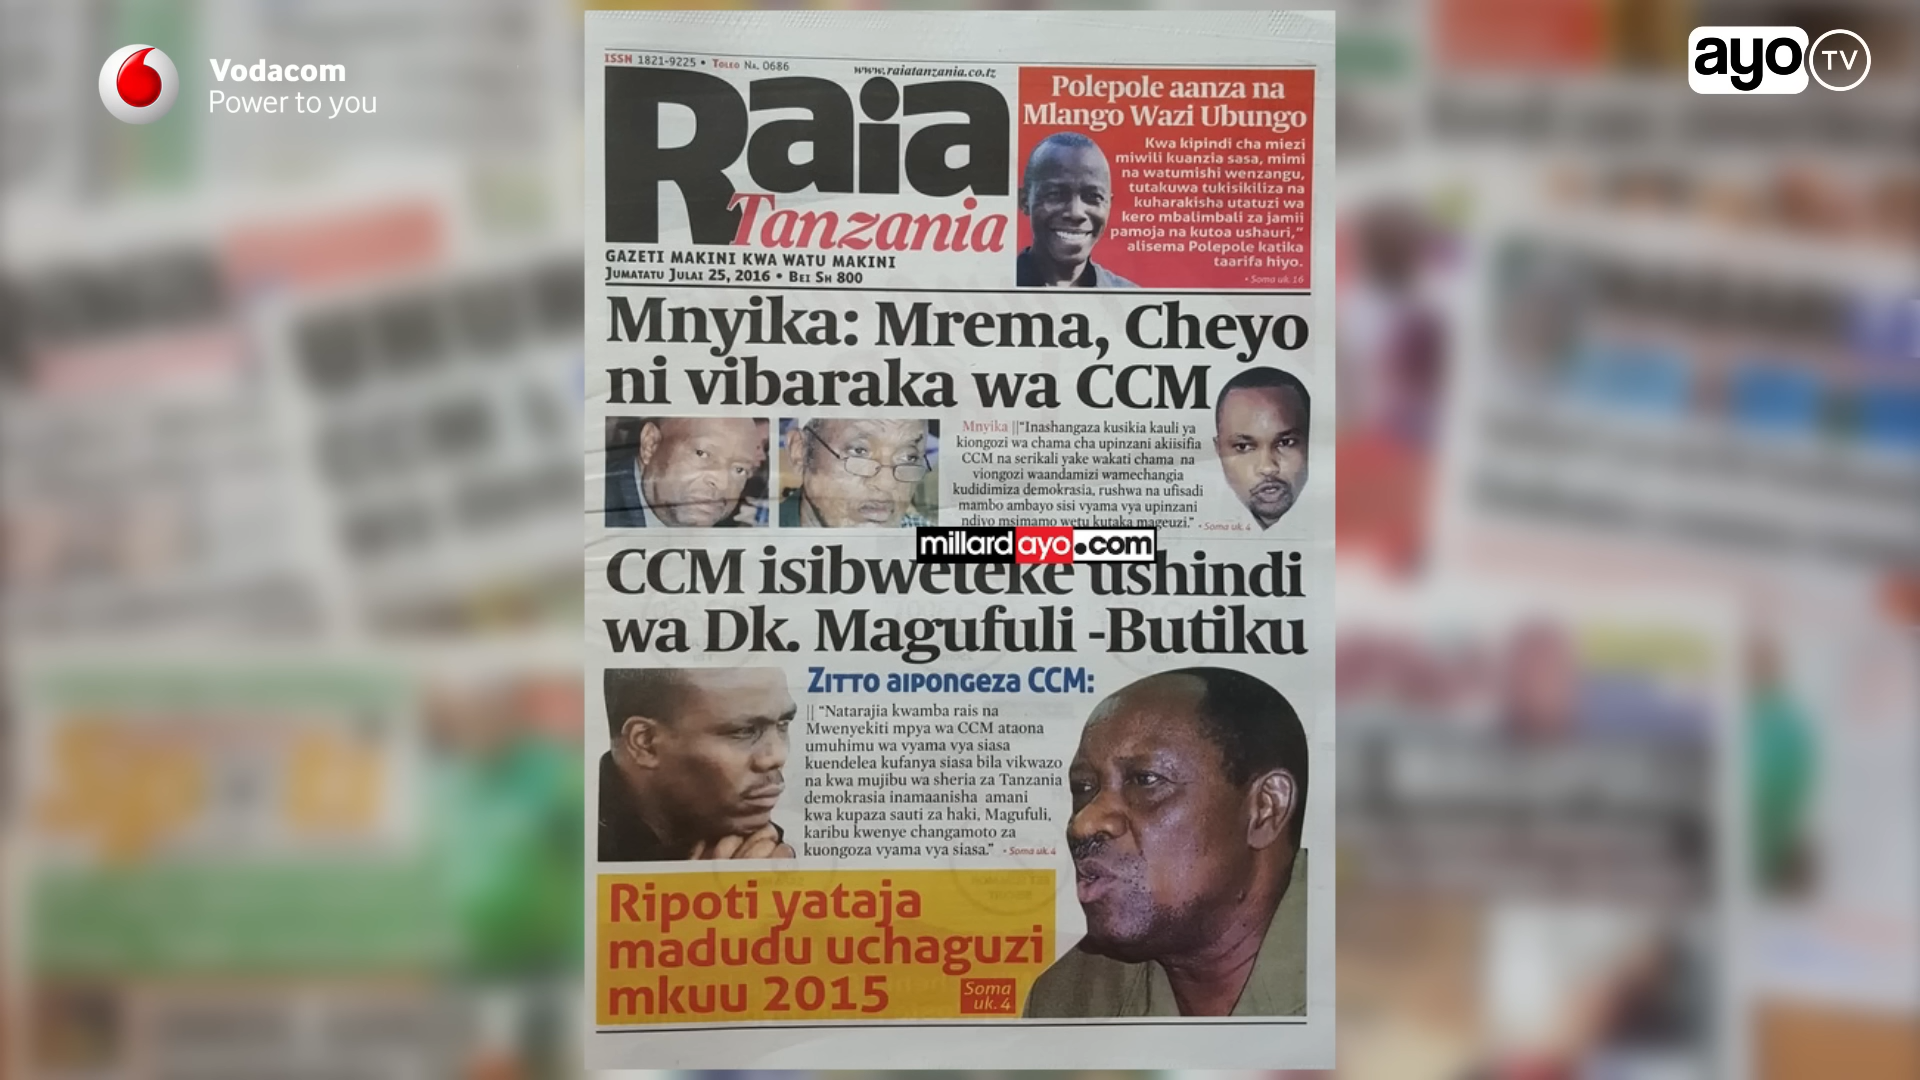 Vodacom
Power to you
ayo TV
ISSN 1821-9225 • Toleo Na. 0686
www.raiatanzania.co.tz
Raia
Tanzania
GAZETI MAKINI KWA WATU MAKINI
Jumatatu Julai 25, 2016 • Bei Sh 800
Polepole aanza na
Mlango Wazi Ubungo
Kwa kipindi cha miezi
miwili kuanzia sasa, mimi
na watumishi wenzangu,
tutakuwa tukisikiliza na
kuharakisha utatuzi wa
kero mbalimbali za jamii
pamoja na kutoa ushauri,”
alisema Polepole katika
taarifa hiyo.
• Soma uk. 16
Mnyika: Mrema, Cheyo
ni vibaraka wa CCM
Mnyika ||“Inashangaza kusikia kauli ya
kiongozi wa chama cha upinzani akiisifia
CCM na serikali yake wakati chama na
viongozi waandamizi wamechangia
kudidimiza demokrasia, rushwa na ufisadi
mambo ambayo sisi vyama vya upinzani
ndiyo msimamo wetu kutaka mageuzi.” • Soma uk. 4
millardayo.com
CCM isibweteke ushindi
wa Dk. Magufuli -Butiku
Zitto aipongeza CCM:
|| “Natarajia kwamba rais na
Mwenyekiti mpya wa CCM ataona
umuhimu wa vyama vya siasa
kuendelea kufanya siasa bila vikwazo
na kwa mujibu wa sheria za Tanzania
demokrasia inamaanisha amani
kwa kupaza sauti za haki, Magufuli,
karibu kwenye changamoto za
kuongoza vyama vya siasa.” • Soma uk. 4
Ripoti yataja
madudu uchaguzi
mkuu 2015
Soma
uk. 4